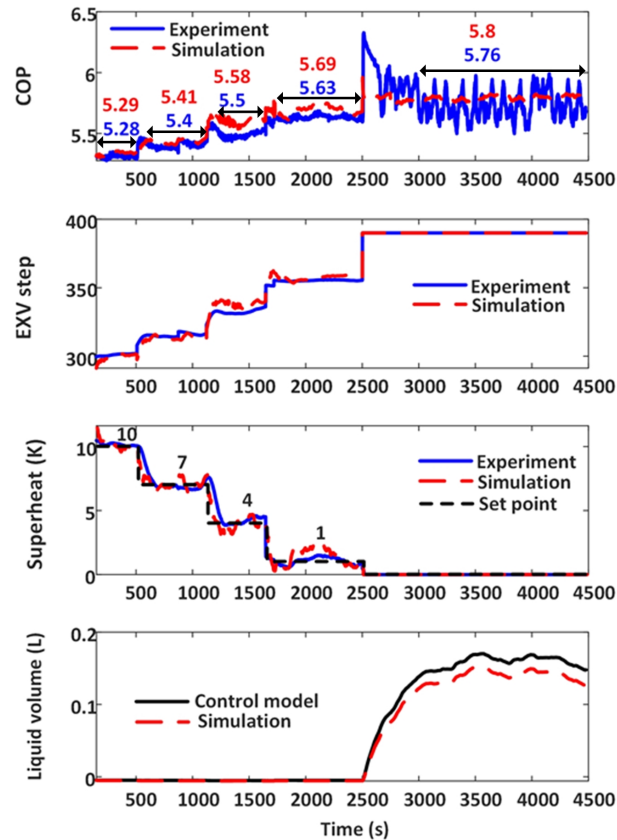 6.5
Experiment
Simulation
5.8
5.76
6
5.69
5.63
5.58
5.5
5.41
5.4
5.29
5.28
5.5
COP
500 1000 1500 2000 2500 3000 3500 4000 4500
400
350
300
EXV step
Experiment
Simulation
500 1000 1500 2000 2500 3000 3500 4000 4500
10
7
4
1
10
5
0
Superheat (K)
Experiment
Simulation
Set point
500 1000 1500 2000 2500 3000 3500 4000 4500
0.2
0.1
0
Liquid volume (L)
Control model
Simulation
500 1000 1500 2000 2500 3000 3500 4000 4500
Time (s)